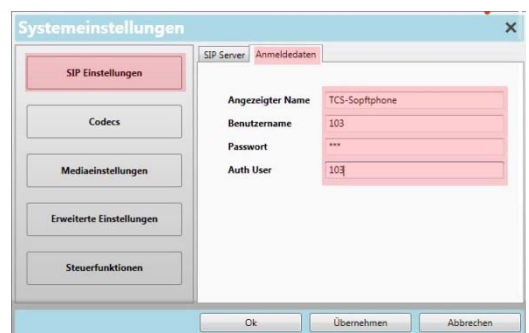 Systemeinstellungen
SIP Einstellungen
Codecs
Mediaeinstellungen
Erweiterte Einstellungen
Steuerfunktionen
SIP Server
Anmeldedaten
Angezeigter Name TCS-Sopftphone
Benutzername 103
Passwort ***
Auth User 103
Ok
Übernehmen
Abbrechen